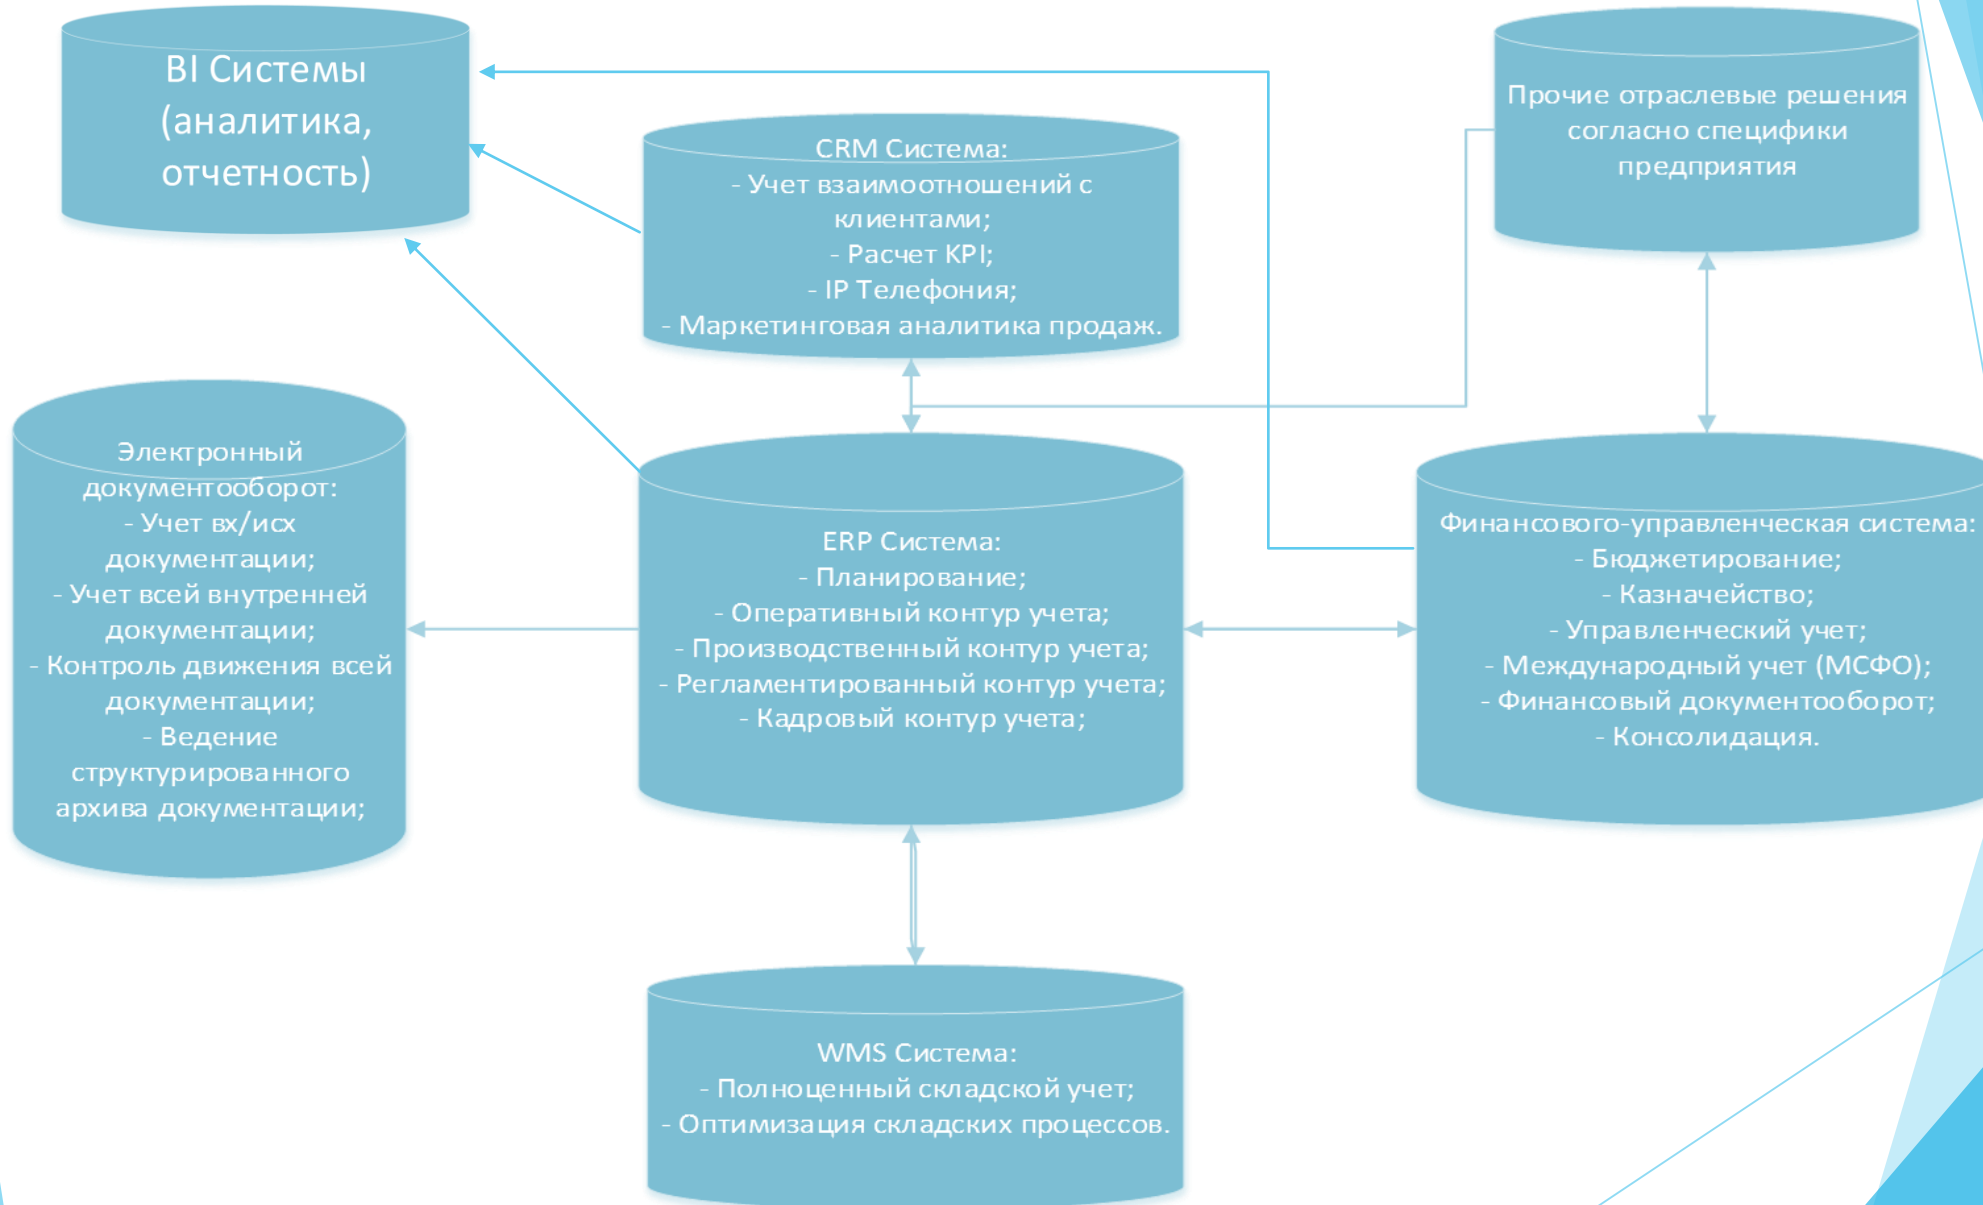 BI Системы
(аналитика,
отчетность)
CRM Система:
- Учет взаимоотношений с
клиентами;
- Расчет KPI;
- IP Телефония;
- Маркетинговая аналитика продаж.
Прочие отраслевые решения
согласно специфики
предприятия
Электронный
документооборот:
- Учет вх/исх
документации;
- Учет всей внутренней
документации;
- Контроль движения всей
документации;
- Ведение
структурированного
архива документации;
ERP Система:
- Планирование;
- Оперативный контур учета;
- Производственный контур учета;
- Регламентированный контур учета;
- Кадровый контур учета;
Финансового-управленческая система:
- Бюджетирование;
- Казначейство;
- Управленческий учет;
- Международный учет (МСФО);
- Финансовый документооборот;
- Консолидация.
WMS Система:
- Полноценный складской учет;
- Оптимизация складских процессов.